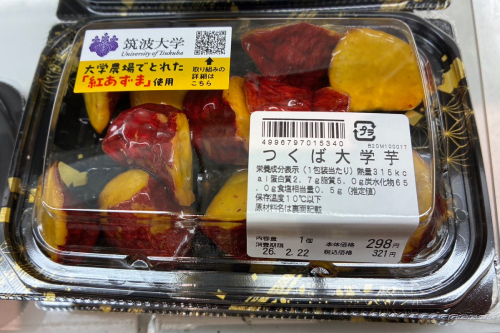 筑波大学
University of Tsukuba
大学農場でとれた
「紅あずま」使用
取り組みの
詳細は
こちら
4996797015340
プラ
BZOM100017
つくば大学芋
栄養成分表示(1包装当たり)熱量315kc
al蛋白質2.7g脂質5.0g炭水化物65
.0g食塩相当量0.5g(推定値)
保存温度10℃以下
原材料名は裏面記載
内容量 1個 本体価格 298円
消費期限 26.2.22 税込価格 321円